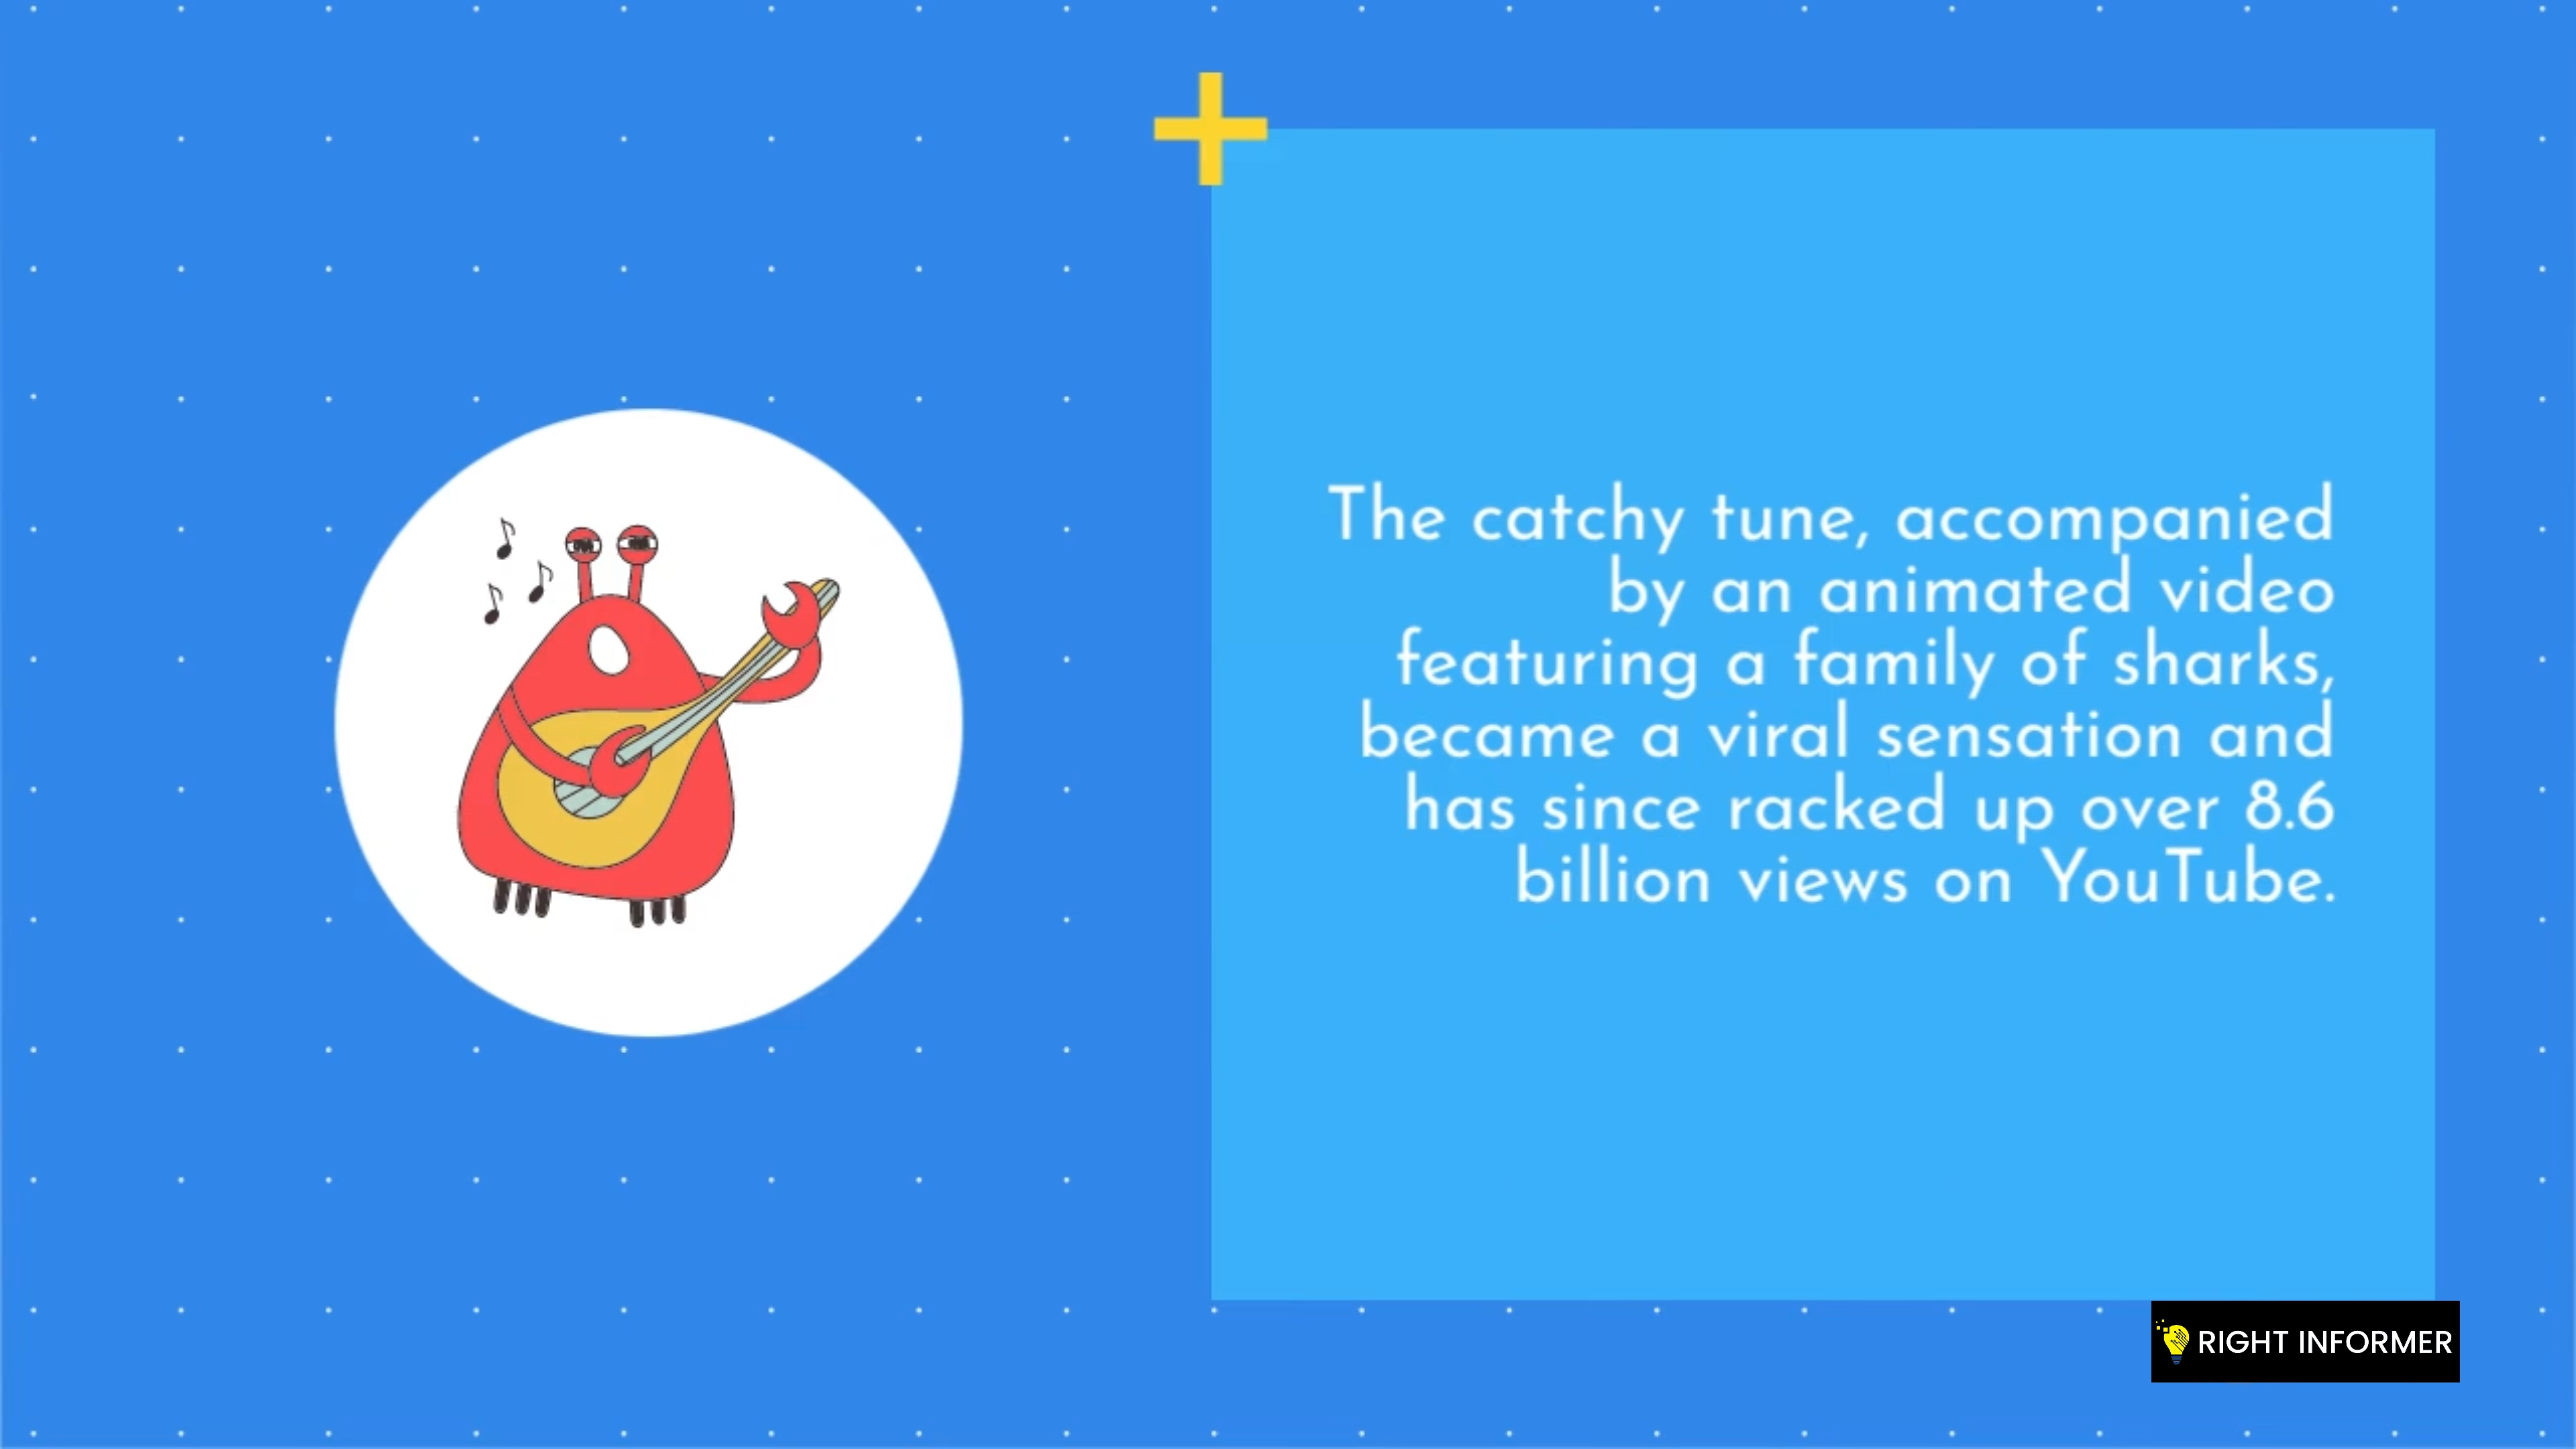 The catchy tune, accompanied
by an animated video
featuring a family of sharks,
became a viral sensation and
has since racked up over 8.6
billion views on YouTube.
RIGHT INFORMER